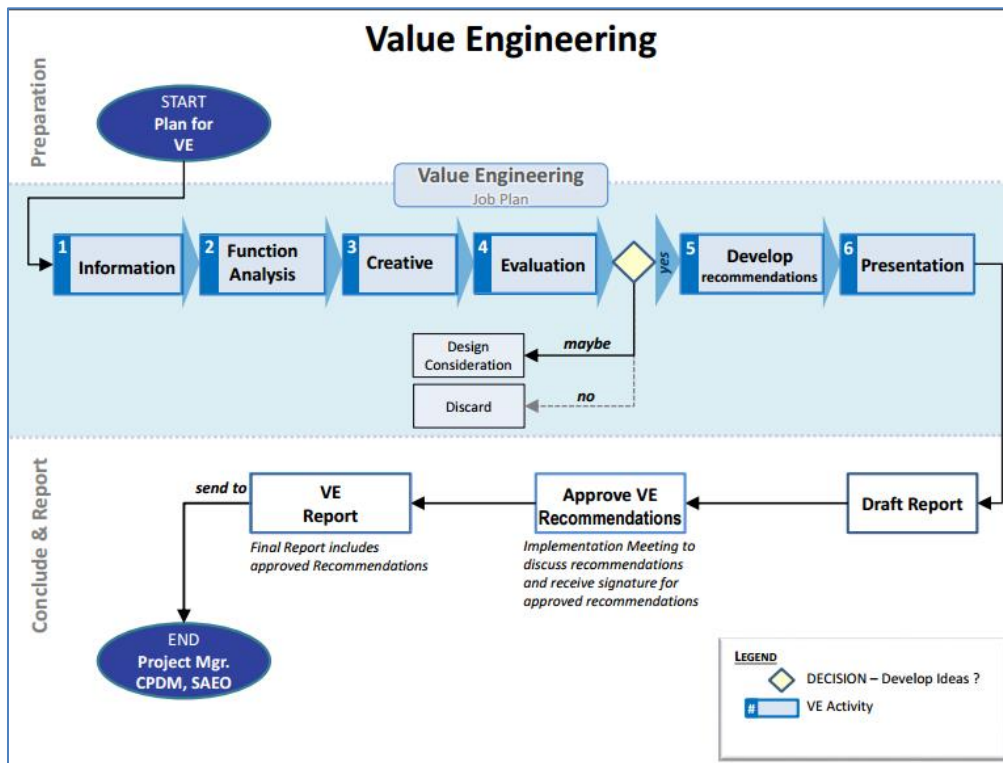 Value Engineering
Preparation
START
Plan for
VE
Value Engineering
Job Plan
1
Information
2
Function
Analysis
3
Creative
4
Evaluation
yes
5
Develop
recommendations
6
Presentation
Design
Consideration
maybe
Discard
no
Conclude & Report
send to
VE
Report
Final Report includes
approved Recommendations
Approve VE
Recommendations
Implementation Meeting to
discuss recommendations
and receive signature for
approved recommendations
Draft Report
END
Project Mgr.
CPDM, SAEO
LEGEND
DECISION – Develop Ideas ?
# VE Activity